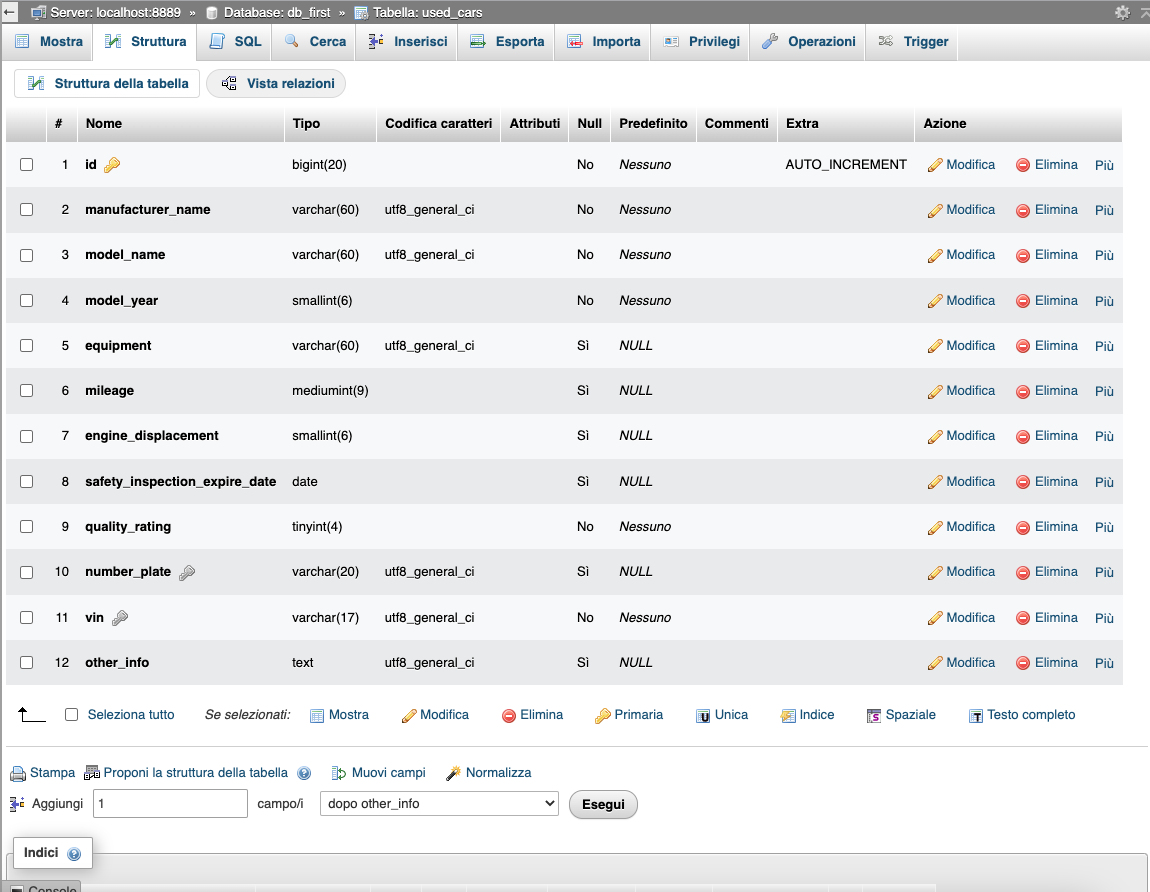 Server: localhost:8889 » Database: db_first » Tabella: used_cars
Mostra Struttura SQL Cerca Inserisci Esporta Importa Privilegi Operazioni Trigger
Struttura della tabella Vista relazioni
# Nome Tipo Codifica caratteri Attributi Null Predefinito Commenti Extra Azione
1 id bigint(20) No Nessuno AUTO_INCREMENT Modifica Elimina Più
2 manufacturer_name varchar(60) utf8_general_ci No Nessuno Modifica Elimina Più
3 model_name varchar(60) utf8_general_ci No Nessuno Modifica Elimina Più
4 model_year smallint(6) No Nessuno Modifica Elimina Più
5 equipment varchar(60) utf8_general_ci Sì NULL Modifica Elimina Più
6 mileage mediumint(9) Sì NULL Modifica Elimina Più
7 engine_displacement smallint(6) Sì NULL Modifica Elimina Più
8 safety_inspection_expire_date date Sì NULL Modifica Elimina Più
9 quality_rating tinyint(4) No Nessuno Modifica Elimina Più
10 number_plate varchar(20) utf8_general_ci Sì NULL Modifica Elimina Più
11 vin varchar(17) utf8_general_ci No Nessuno Modifica Elimina Più
12 other_info text utf8_general_ci Sì NULL Modifica Elimina Più
Seleziona tutto Se selezionati: Mostra Modifica Elimina Primaria Unica Indice Spaziale Testo completo
Stampa Proponi la struttura della tabella Muovi campi Normalizza
Aggiungi 1 campo/i dopo other_info Esegui
Indici
Console